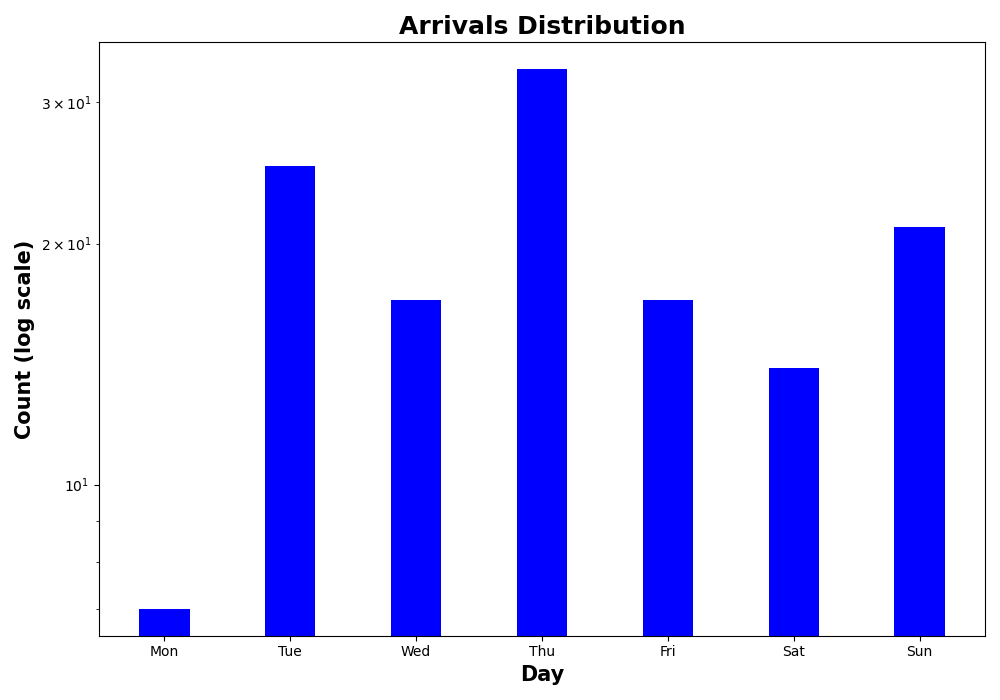 Arrivals Distribution
3 × 10¹
2 × 10¹
10¹
Count (log scale)
Mon Tue Wed Thu Fri Sat Sun
Day